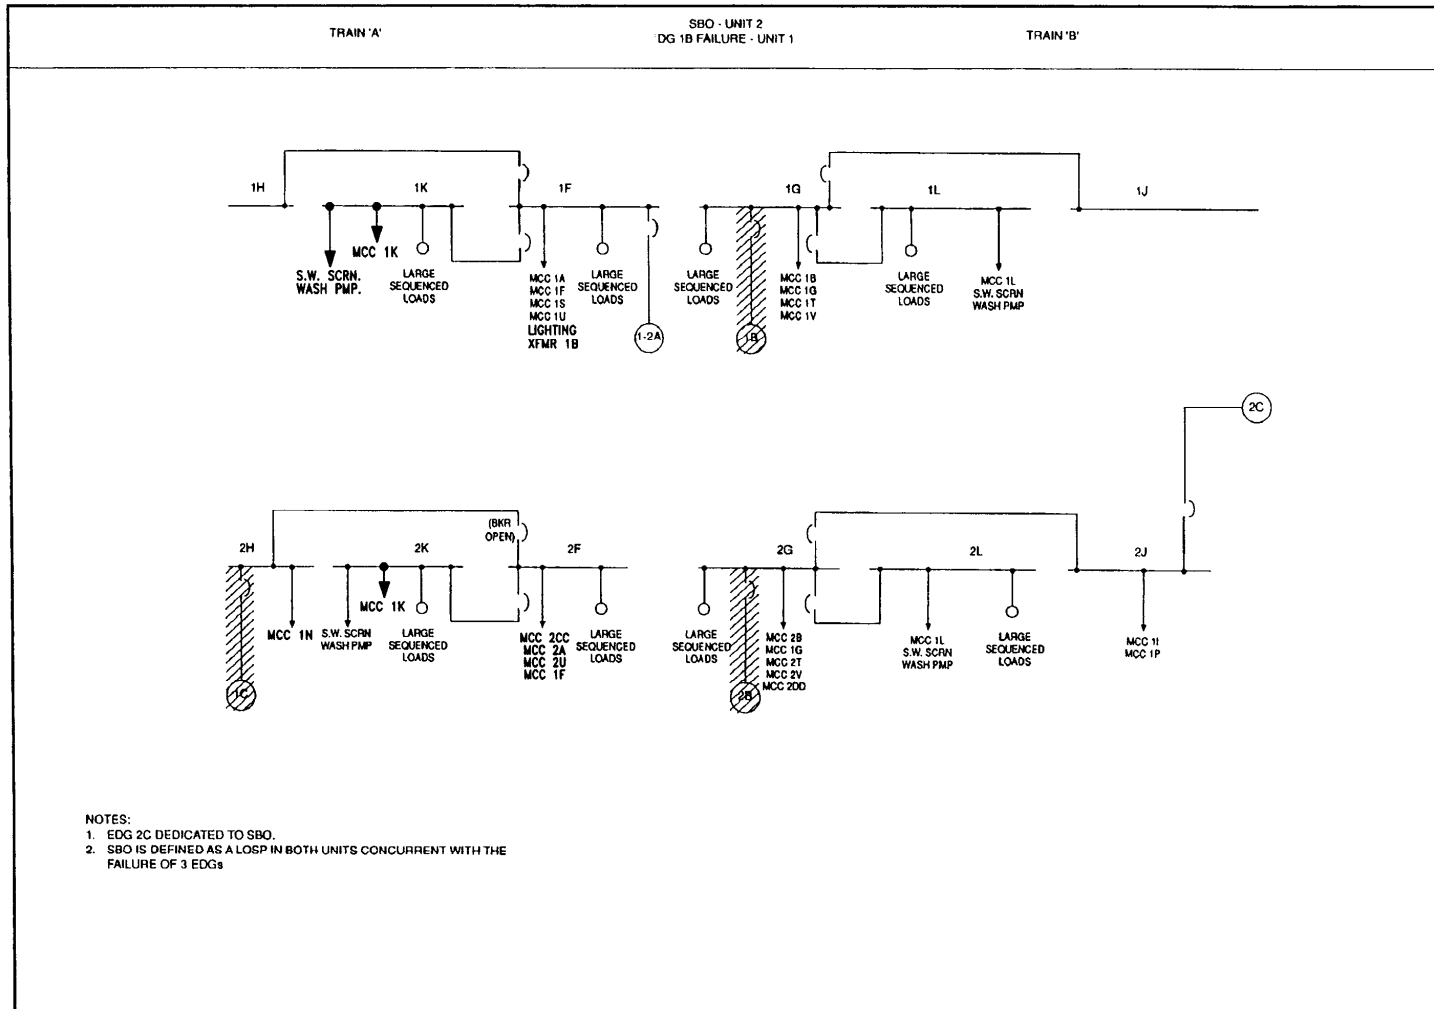 TRAIN 'A'
SBO - UNIT 2
DG 1B FAILURE - UNIT 1
TRAIN 'B'
1H
1K
1F
1G
1L
1J
S.W. SCRN.
WASH PMP.
MCC 1K
LARGE
SEQUENCED
LOADS
MCC 1A
MCC 1F
MCC 1S
MCC 1U
LIGHTING
XFMR 1B
LARGE
SEQUENCED
LOADS
1-2A
LARGE
SEQUENCED
LOADS
1B
MCC 1B
MCC 1G
MCC 1T
MCC 1V
LARGE
SEQUENCED
LOADS
MCC 1L
S.W. SCRN
WASH PMP
2C
(BKR
OPEN)
2H
2K
2F
2G
2L
2J
1C
MCC 1N
S.W. SCRN
WASH PMP
MCC 1K
LARGE
SEQUENCED
LOADS
MCC 2CC
MCC 2A
MCC 2U
MCC 1F
LARGE
SEQUENCED
LOADS
LARGE
SEQUENCED
LOADS
2B
MCC 2B
MCC 1G
MCC 2T
MCC 2V
MCC 2DD
MCC 1L
S.W. SCRN
WASH PMP
LARGE
SEQUENCED
LOADS
MCC 1P
NOTES:
1. EDG 2C DEDICATED TO SBO.
2. SBO IS DEFINED AS A LOSP IN BOTH UNITS CONCURRENT WITH THE
FAILURE OF 3 EDGs